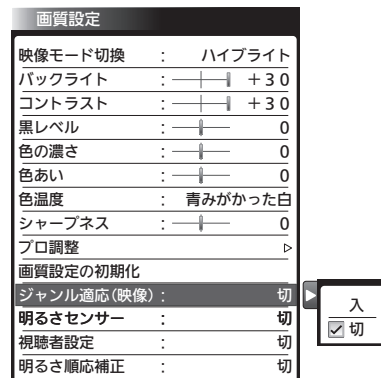 画質設定
映像モード切換 : ハイブライト
バックライト : +30
コントラスト : +30
黒レベル : 0
色の濃さ : 0
色あい : 0
色温度 : 青みがかった白
シャープネス : 0
プロ調整
画質設定の初期化
ジャンル適応(映像) : 切
入
切
明るさセンサー : 切
視聴者設定 : 切
明るさ順応補正 : 切